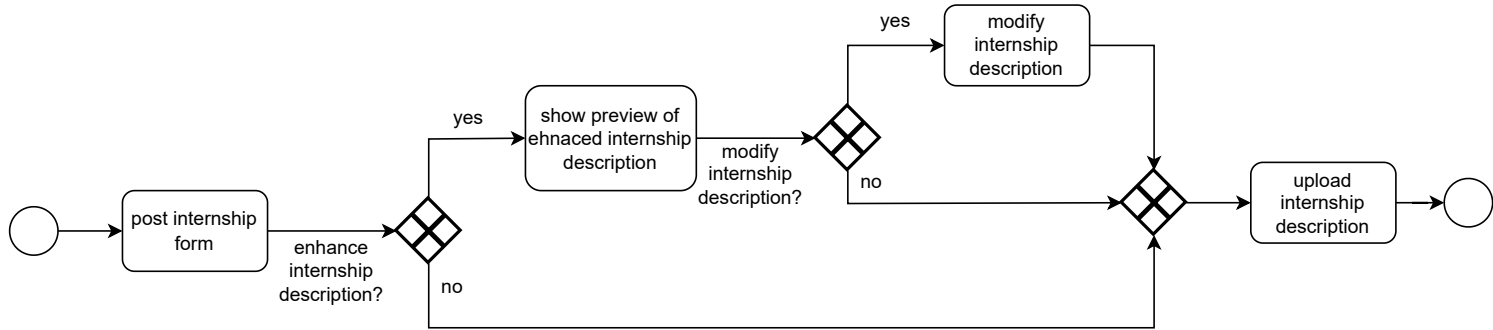 post internship
form
enhance
internship
description?
yes
no
show preview of
ehnaced internship
description
modify
internship
description?
yes
no
modify
internship
description
upload
internship
description